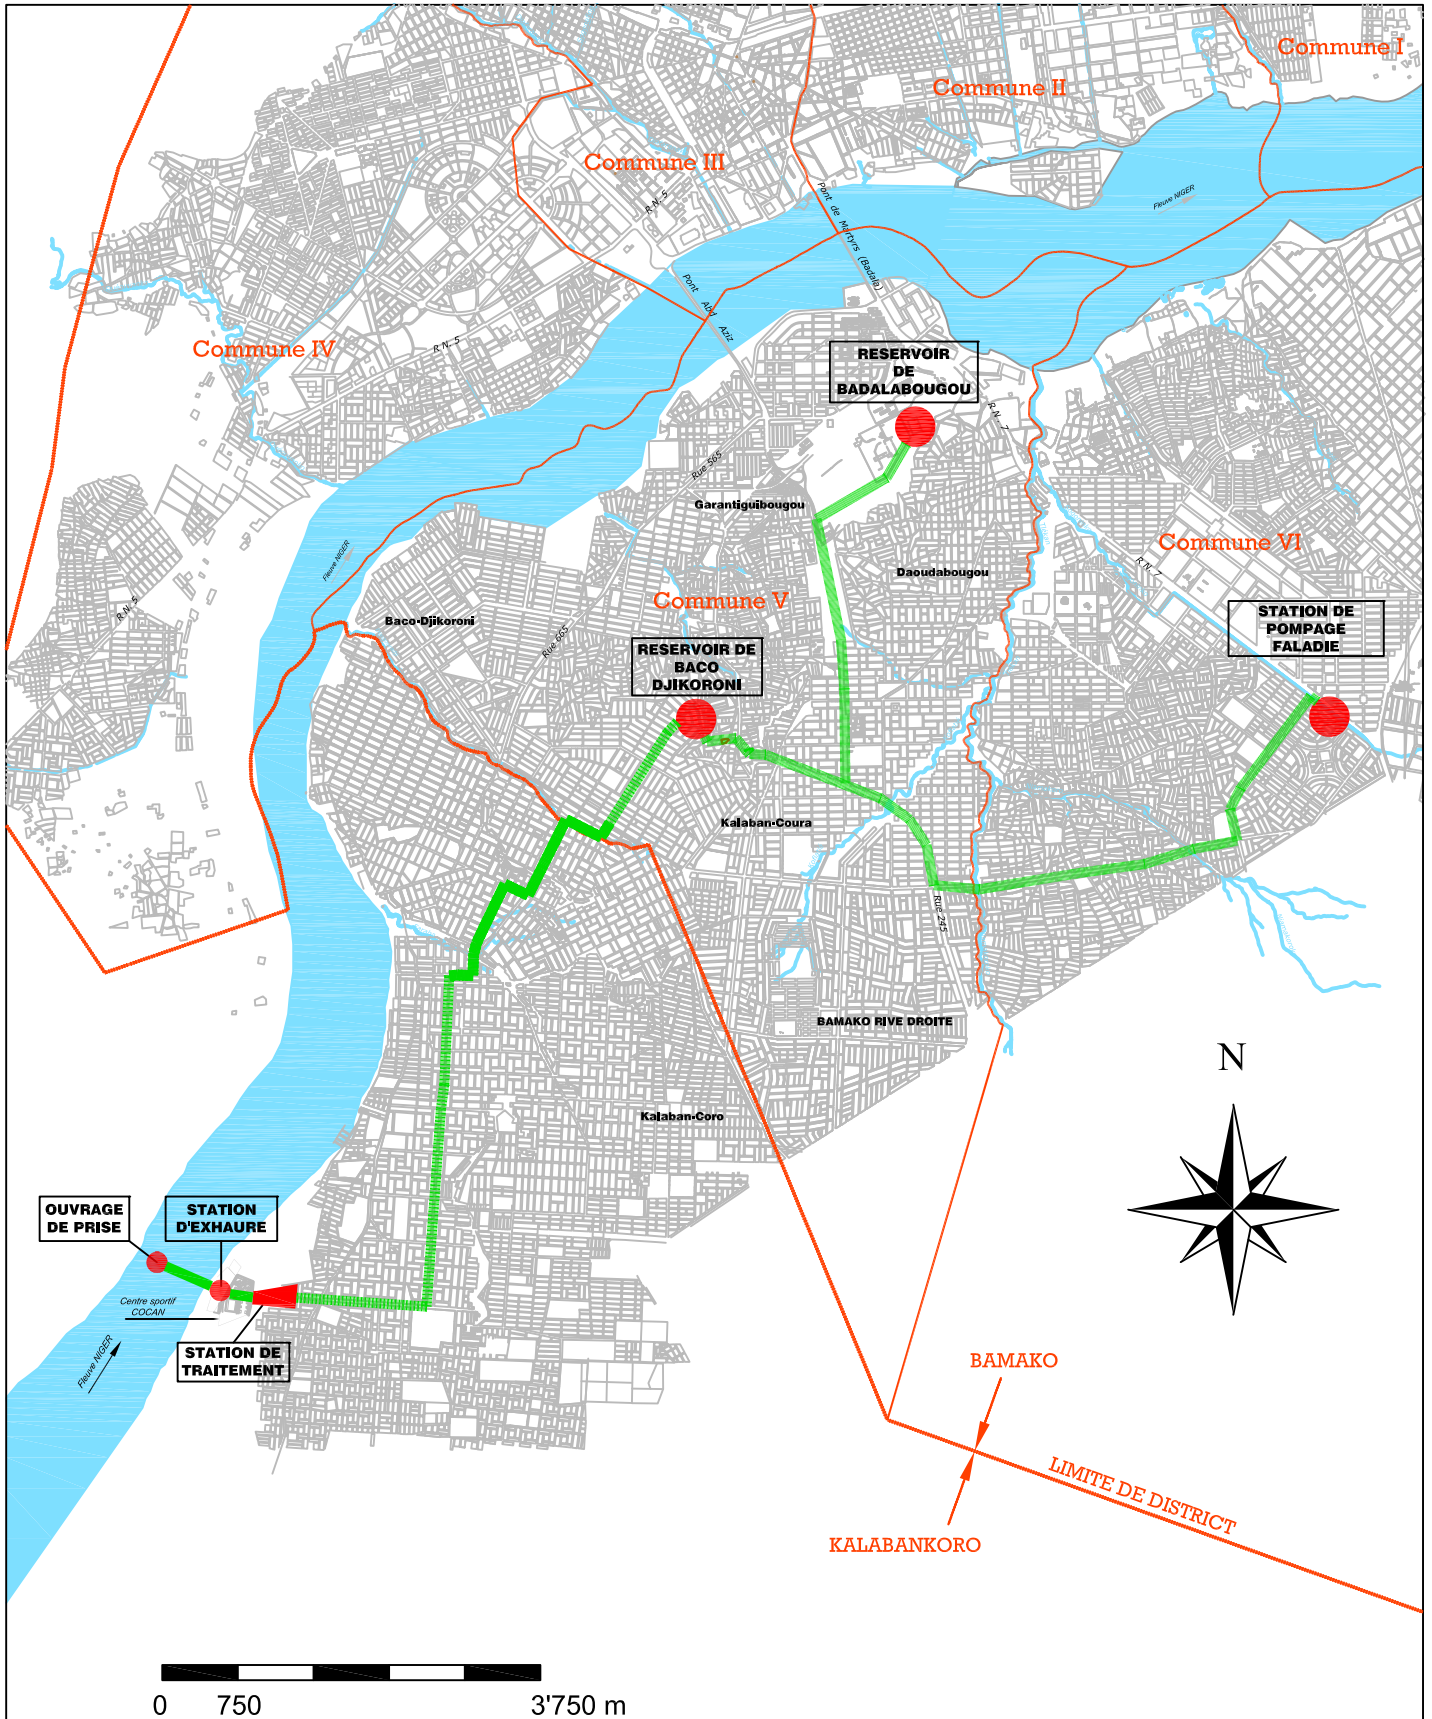 Commune I
Commune II
Commune III
R.N. 5
Pont de Martyrs (Badala)
Fleuve NIGER
Pont Abd Aziz
Commune IV
R.N. 5
RESERVOIR
DE
BADALABOUGOU
R.N. 7
Rue 565
Garantiguibougou
Commune VI
R.N. 7
Fleuve NIGER
Daoudabougou
Commune V
R.N. 5
Baco-Djikoroni
Rue 665
STATION DE
POMPAGE
FALADIE
RESERVOIR DE
BACO
DJIKORONI
Kalaban-Coura
Rue 245
BAMAKO RIVE DROITE
N
Kalaban-Coro
OUVRAGE
DE PRISE
STATION
D'EXHAURE
Centre sportif
COCAN
Fleuve NIGER
STATION DE
TRAITEMENT
BAMAKO
LIMITE DE DISTRICT
KALABANKORO
0 750 3'750 m